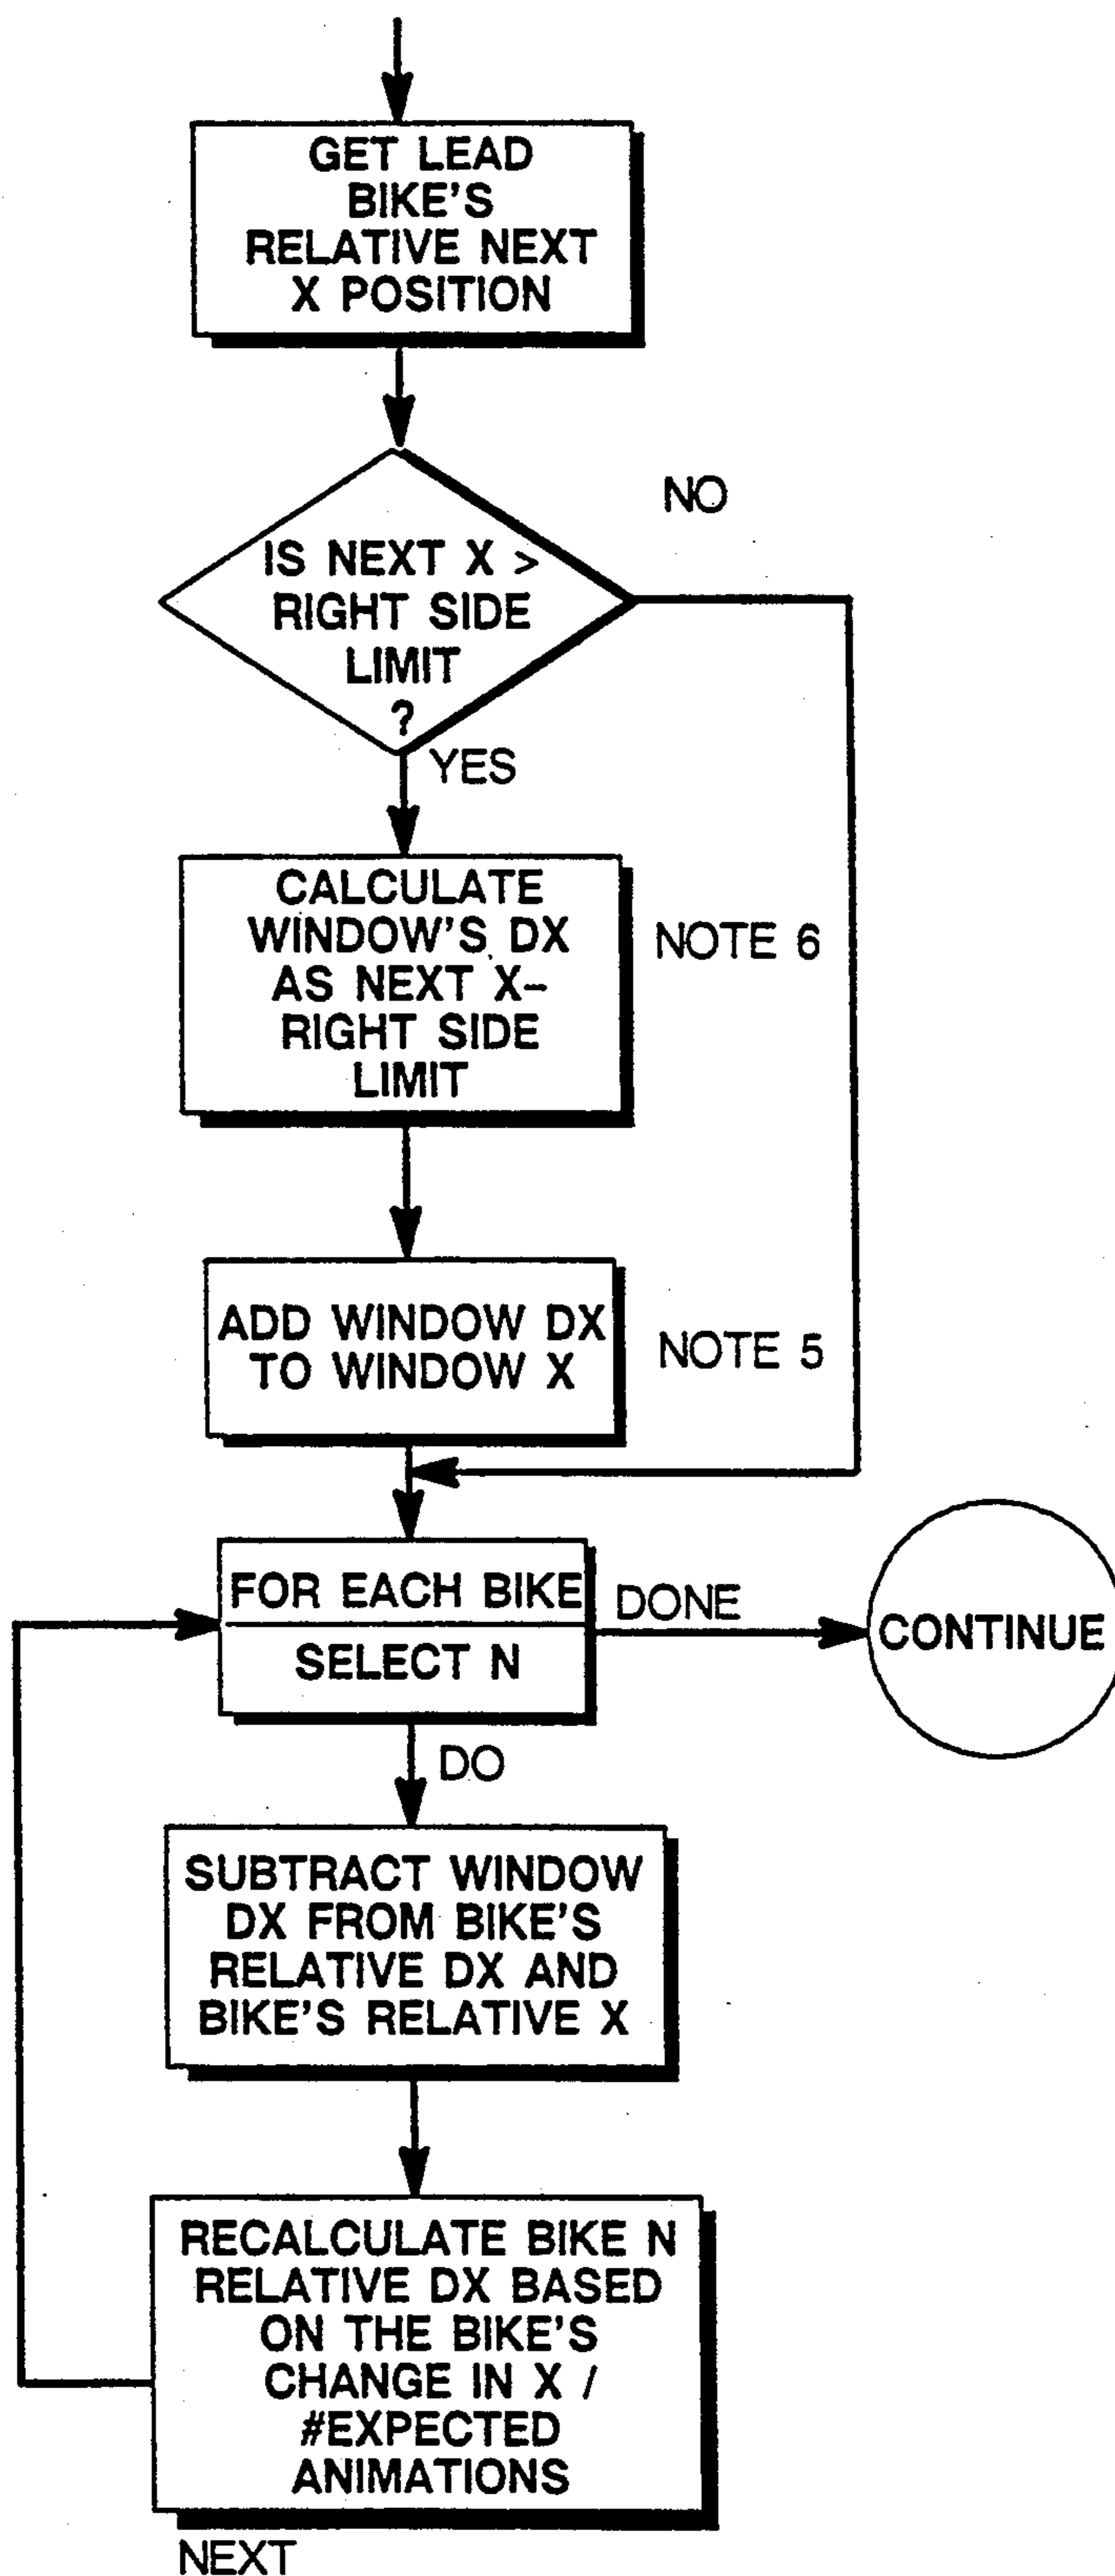 GET LEAD
BIKE'S
RELATIVE NEXT
X POSITION
NO
IS NEXT X >
RIGHT SIDE
LIMIT
?
YES
CALCULATE
WINDOW'S DX
AS NEXT X–
RIGHT SIDE
LIMIT
NOTE 6
ADD WINDOW DX
TO WINDOW X
NOTE 5
FOR EACH BIKE
SELECT N
DONE
CONTINUE
DO
SUBTRACT WINDOW
DX FROM BIKE'S
RELATIVE DX AND
BIKE'S RELATIVE X
RECALCULATE BIKE N
RELATIVE DX BASED
ON THE BIKE'S
CHANGE IN X /
#EXPECTED
ANIMATIONS
NEXT